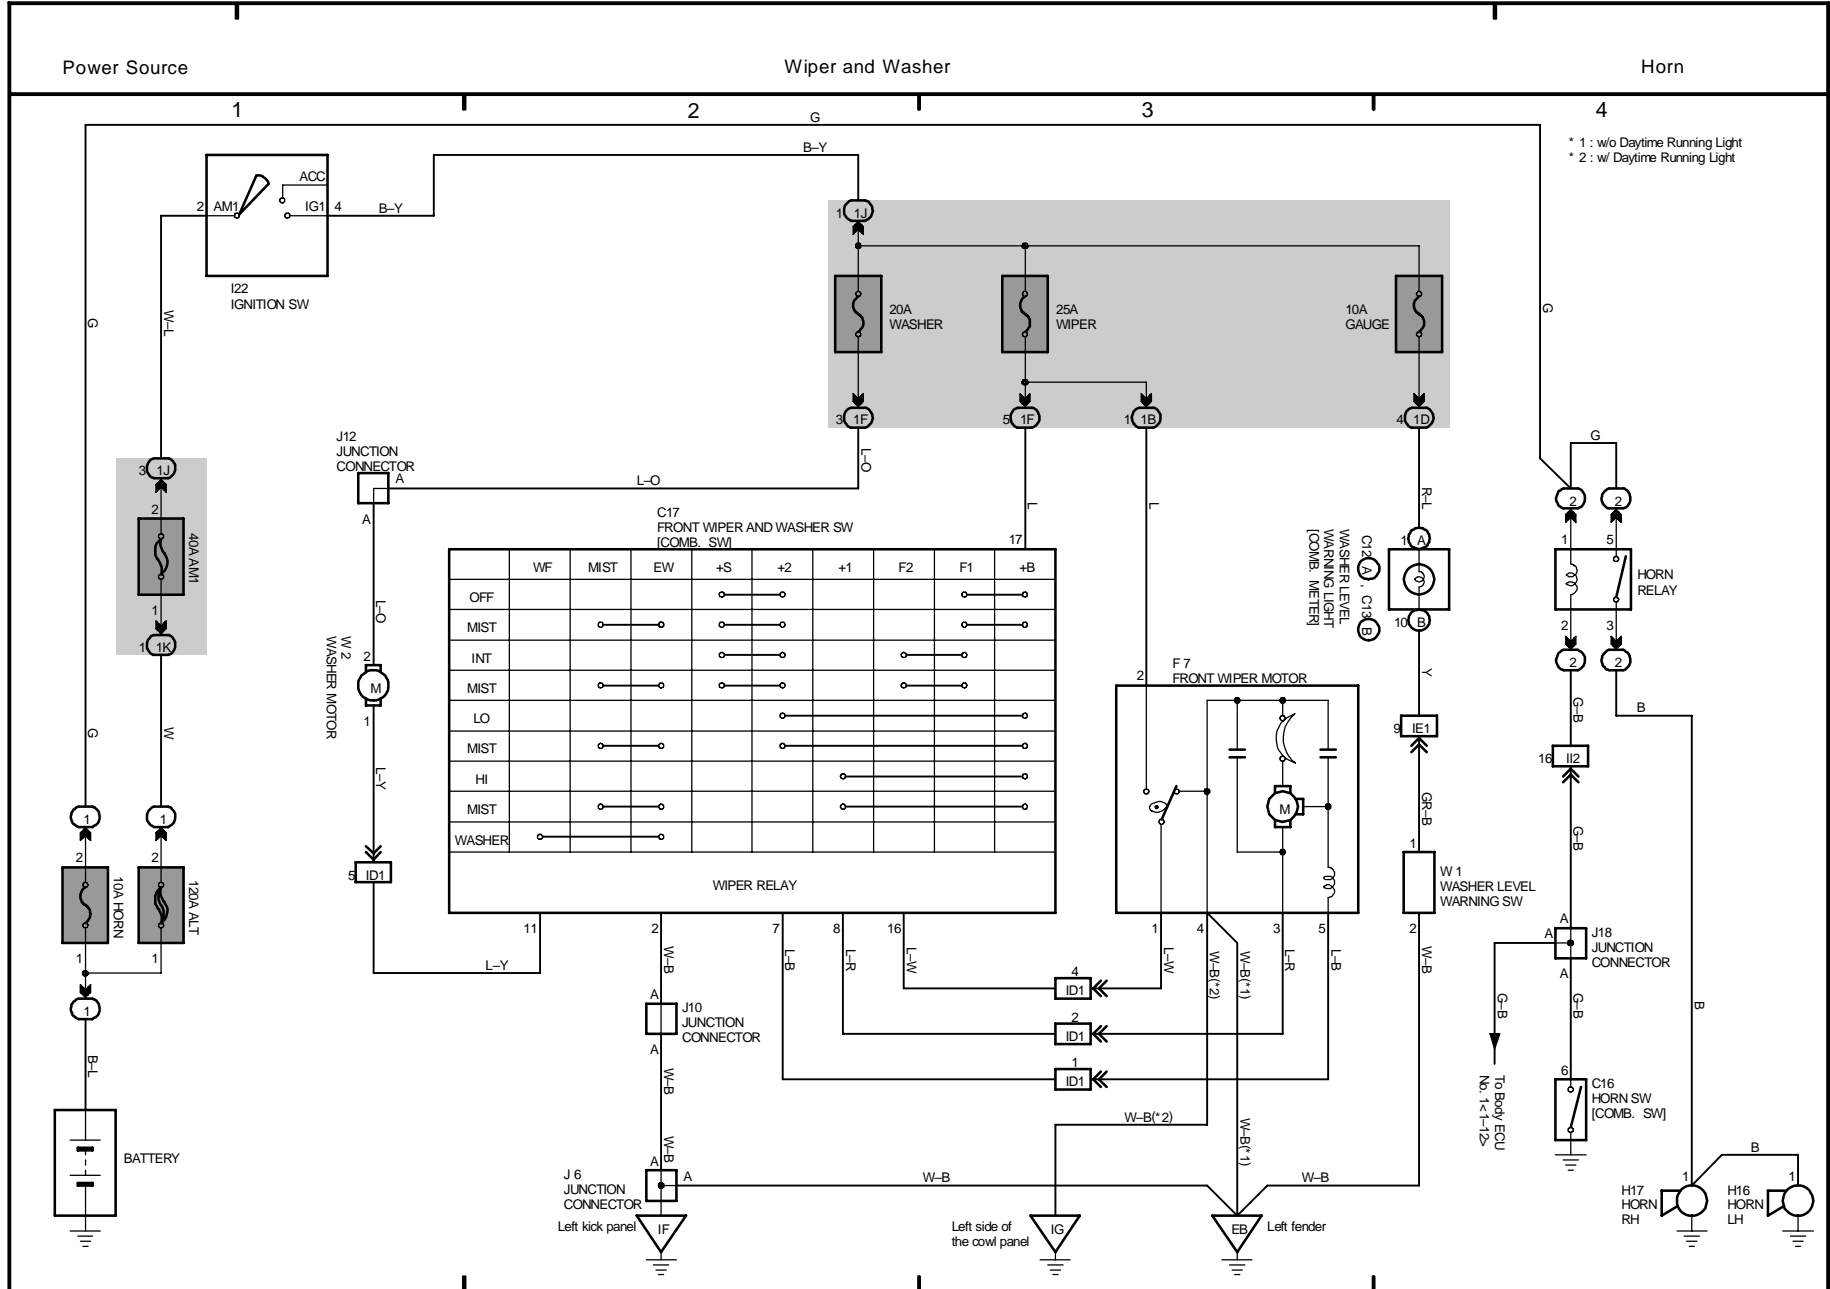 Power Source
Wiper and Washer
Horn
1
2
3
4
G
* 1 : w/o Daytime Running Light
* 2 : w/ Daytime Running Light
B–Y
ACC
2
AM1
IG1
4
B–Y
I22
IGNITION SW
1
1J
20A
WASHER
25A
WIPER
10A
GAUGE
3
1F
5
1F
1
1B
4
1D
G
W–L
G
3
1J
2
40A AM1
1
1
1K
G
W
1
1
2
2
10A HORN
120A ALT
1
1
1
B–L
BATTERY
J12
JUNCTION
CONNECTOR
A
A
L–O
L–O
L–O
2
M
1
W 2
WASHER MOTOR
L–Y
5
ID1
L–Y
C17
FRONT WIPER AND WASHER SW
[COMB. SW]
L
17
WF
MIST
EW
+S
+2
+1
F2
F1
+B
OFF
MIST
INT
MIST
LO
MIST
HI
MIST
WASHER
WIPER RELAY
11
2
7
8
16
W–B
L–B
L–R
L–W
A
J10
JUNCTION
CONNECTOR
A
W–B
W–B
A
J 6
JUNCTION
CONNECTOR
A
Left kick panel
IF
W–B
L
2
F 7
FRONT WIPER MOTOR
M
1
4
3
5
L–W
W–B(*2)
W–B(*1)
L–R
L–B
4
ID1
2
ID1
1
ID1
W–B(*2)
W–B(*1)
Left side of
the cowl panel
IG
EB
Left fender
W–B
R–L
1
A
C12 A , C13 B
WASHER LEVEL
WARNING LIGHT
[COMB. METER]
10
B
Y
9
IE1
GR–B
1
W 1
WASHER LEVEL
WARNING SW
2
W–B
G
2
2
1
5
HORN
RELAY
2
3
2
2
G–B
B
16
II2
G–B
A
A
J18
JUNCTION
CONNECTOR
A
G–B
G–B
To Body ECU
No. 1<1–12>
6
C16
HORN SW
[COMB. SW]
B
B
1
1
H17
HORN
RH
H16
HORN
LH